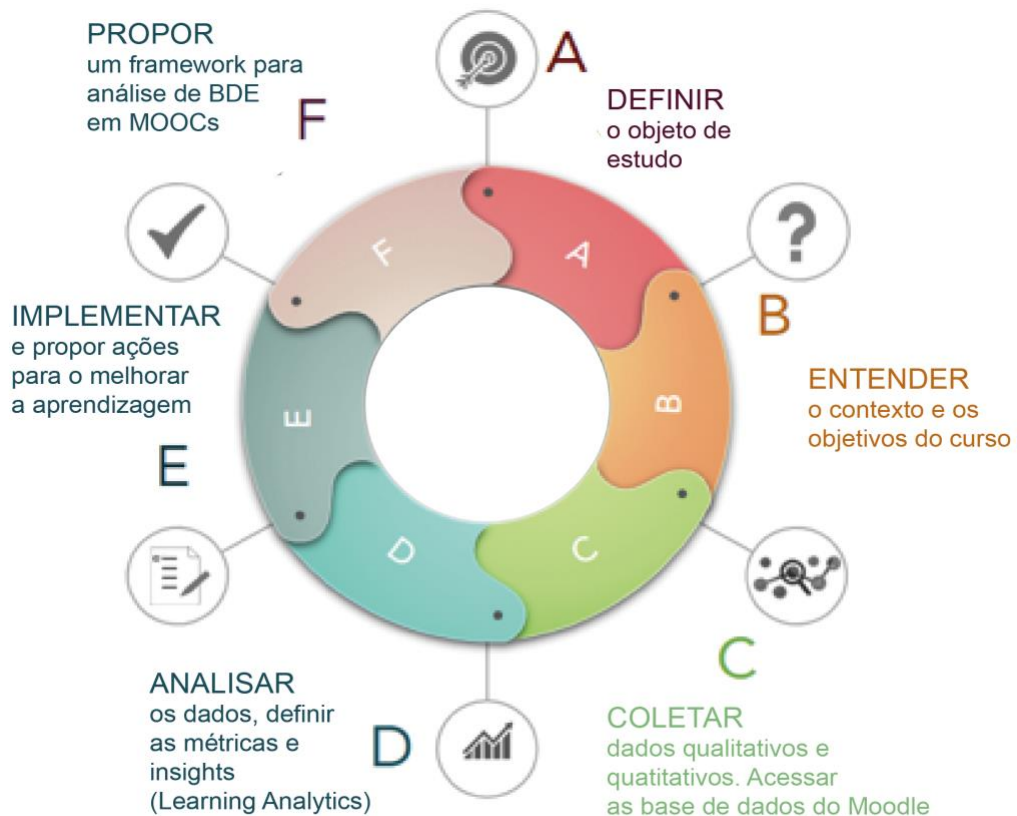 A
DEFINIR
o objeto de
estudo
B
ENTENDER
o contexto e os
objetivos do curso
C
COLETAR
dados qualitativos e
quatitativos. Acessar
as base de dados do Moodle
D
ANALISAR
os dados, definir
as métricas e
insights
(Learning Analytics)
E
IMPLEMENTAR
e propor ações
para o melhorar
a aprendizagem
F
PROPOR
um framework para
análise de BDE
em MOOCs
A
B
C
D
E
F